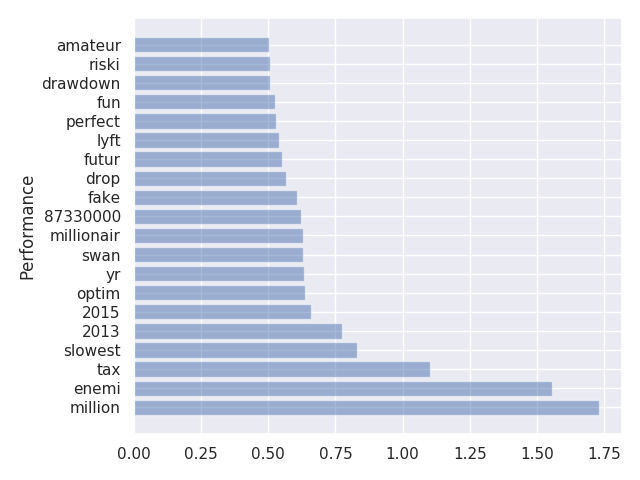 Performance
amateur
riski
drawdown
fun
perfect
lyft
futur
drop
fake
87330000
millionair
swan
yr
optim
2015
2013
slowest
tax
enemi
million
0.00 0.25 0.50 0.75 1.00 1.25 1.50 1.75